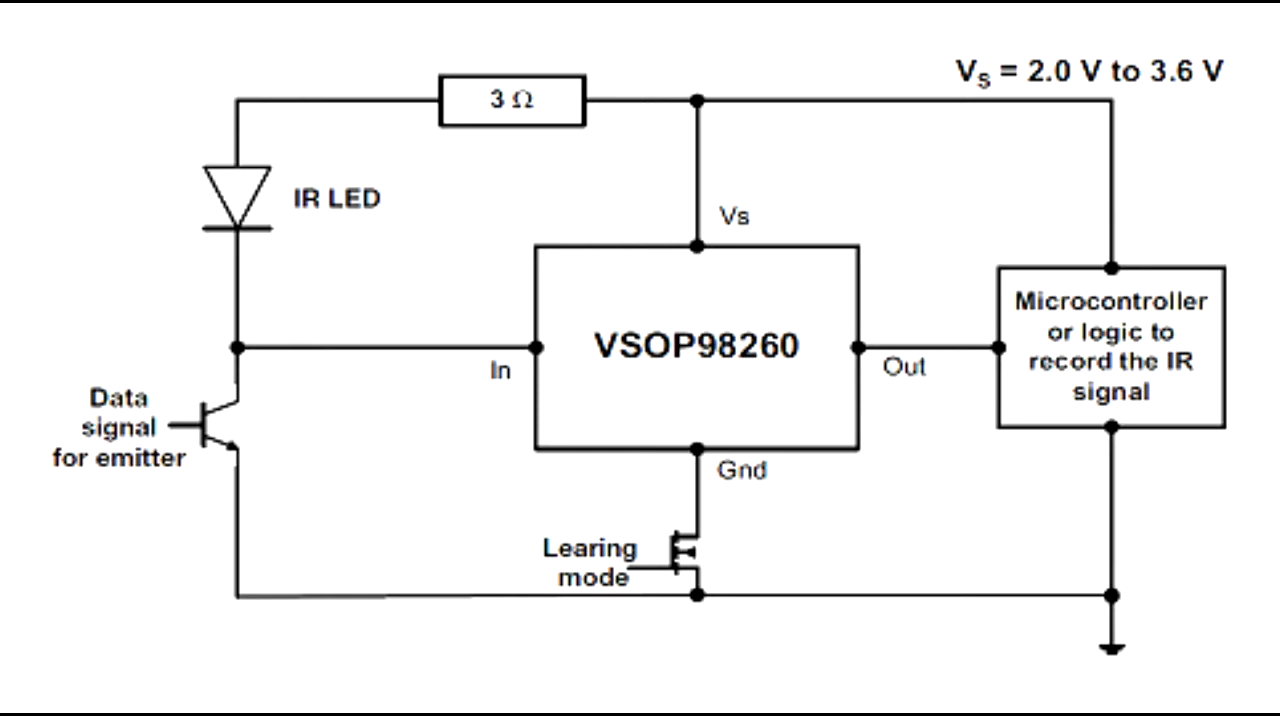 V_S = 2.0 V to 3.6 V
3 Ω
IR LED
Vs
VSOP98260
In
Out
Gnd
Microcontroller
or logic to
record the IR
signal
Data
signal
for emitter
Learing
mode